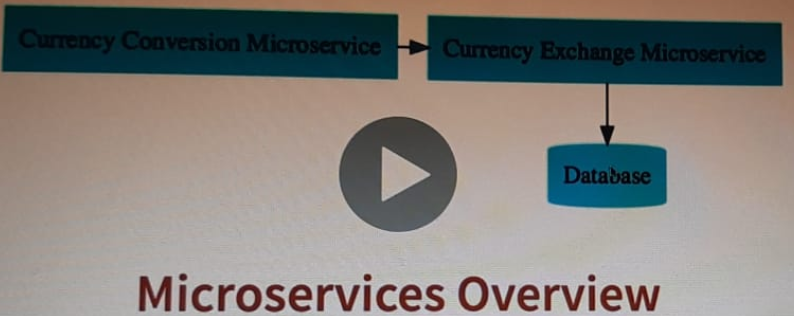 Currency Conversion Microservice
Currency Exchange Microservice
Database
Microservices Overview